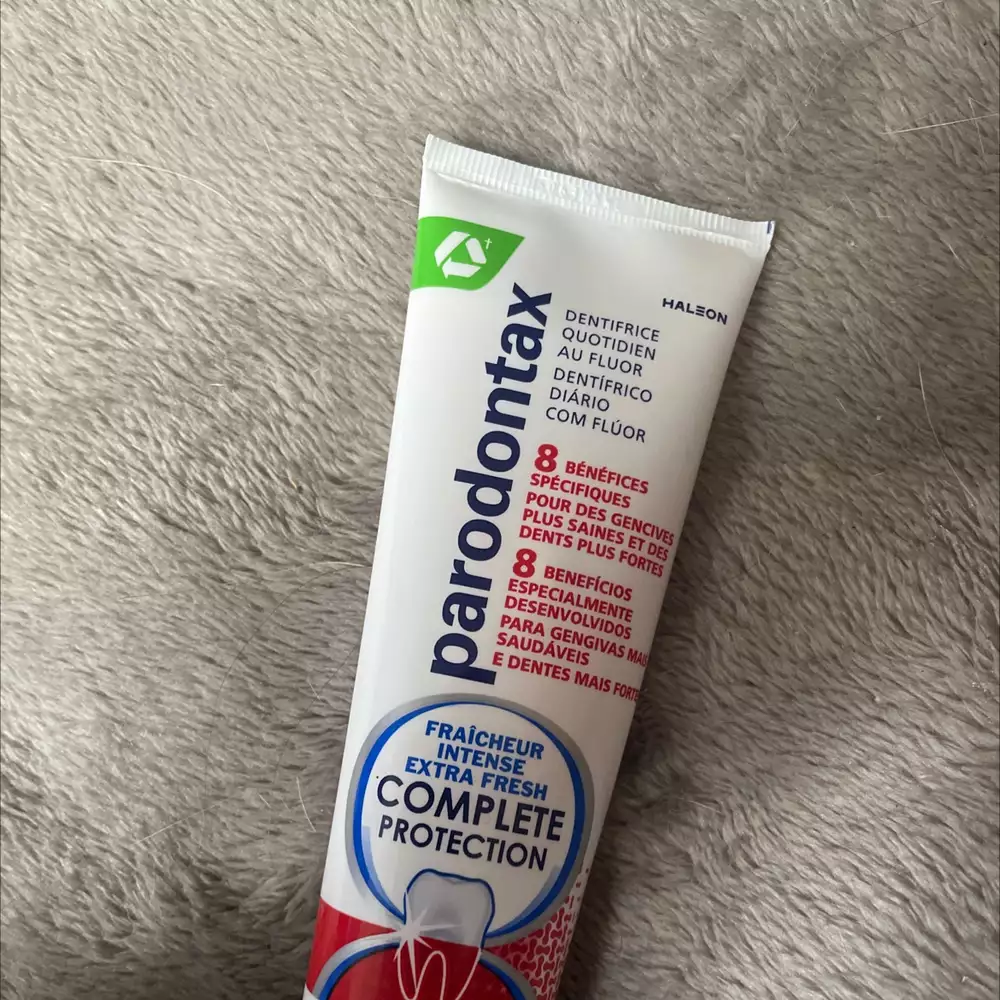 HALEON
parodontax
DENTIFRICE
QUOTIDIEN
AU FLUOR
DENTÍFRICO
DIÁRIO
COM FLÚOR
8 BÉNÉFICES
SPÉCIFIQUES
POUR DES GENCIVES
PLUS SAINES ET DES
DENTS PLUS FORTES
8 BENEFÍCIOS
ESPECIALMENTE
DESENVOLVIDOS
PARA GENGIVAS MAIS
SAUDÁVEIS
E DENTES MAIS FORTES
FRAÎCHEUR
INTENSE
EXTRA FRESH
COMPLETE
PROTECTION